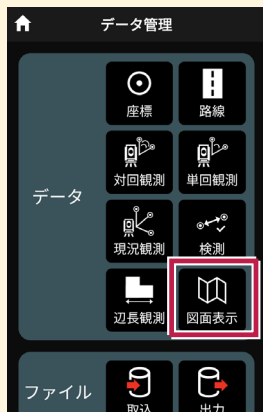 データ管理
座標 路線
対回観測 単回観測
データ
現況観測 検測
辺長観測 図面表示
ファイル
取込 出力